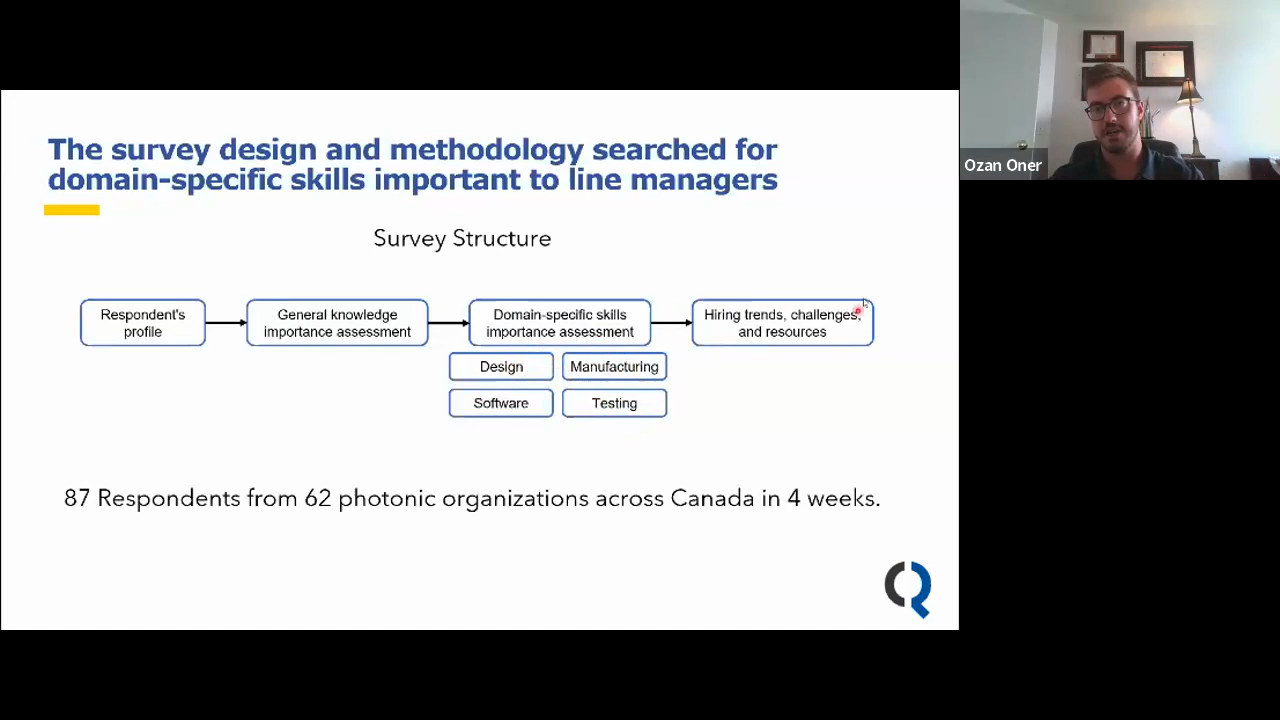 The survey design and methodology searched for
domain-specific skills important to line managers
Survey Structure
Respondent's
profile
General knowledge
importance assessment
Domain-specific skills
importance assessment
Hiring trends, challenges,
and resources
Design
Manufacturing
Software
Testing
87 Respondents from 62 photonic organizations across Canada in 4 weeks.
Ozan Oner